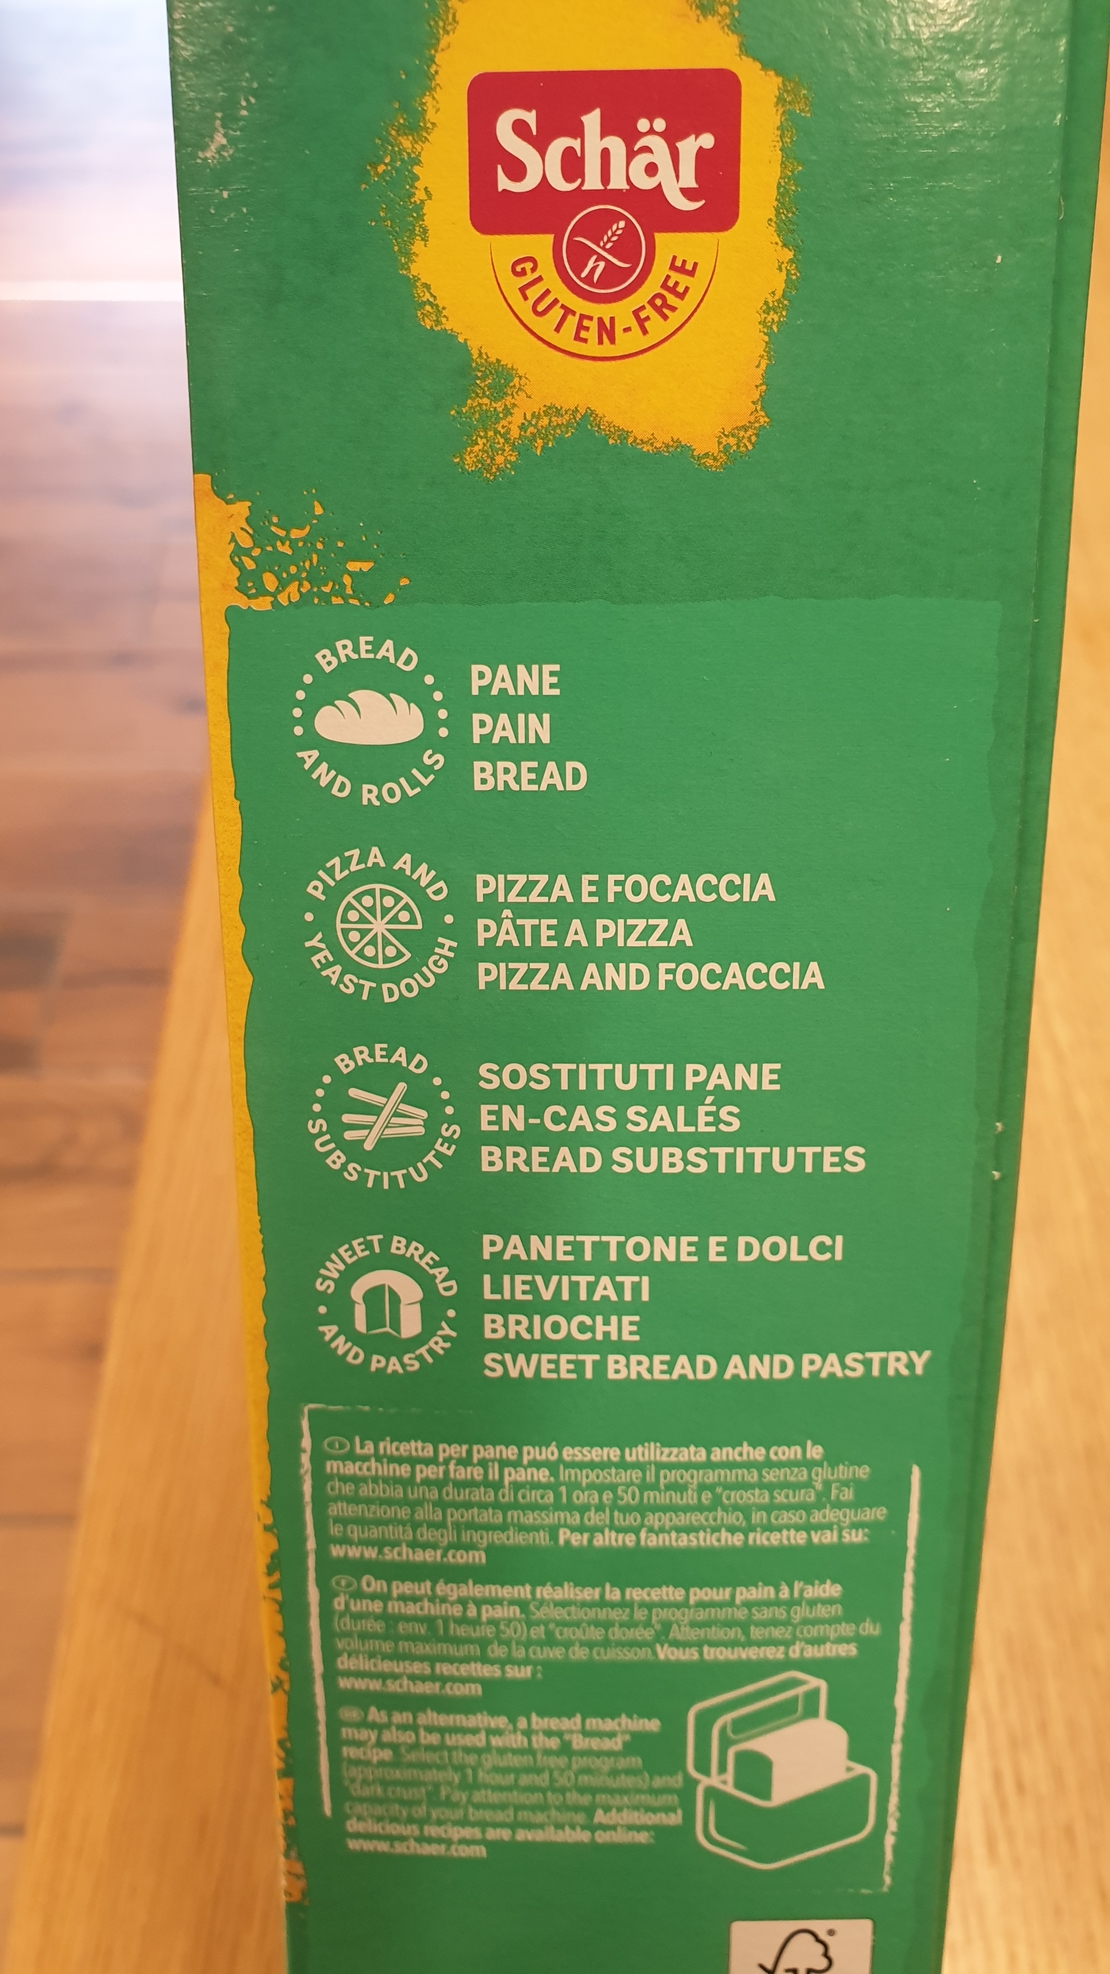 Schär
GLUTEN-FREE
BREAD
AND ROLLS
PANE
PAIN
BREAD
PIZZA AND
YEAST DOUGH
PIZZA E FOCACCIA
PÂTE A PIZZA
PIZZA AND FOCACCIA
BREAD
SUBSTITUTES
SOSTITUTI PANE
EN-CAS SALÉS
BREAD SUBSTITUTES
SWEET BREAD
AND PASTRY
PANETTONE E DOLCI
LIEVITATI
BRIOCHE
SWEET BREAD AND PASTRY
I La ricetta per pane puó essere utilizzata anche con le
macchine per fare il pane. Impostare il programma senza glutine
che abbia una durata di circa 1 ora e 50 minuti e "crosta scura". Fai
attenzione alla portata massima del tuo apparecchio, in caso adeguare
le quantitá degli ingredienti. Per altre fantastiche ricette vai su:
www.schaer.com
F On peut également réaliser la recette pour pain à l'aide
d'une machine à pain. Sélectionnez le programme sans gluten
(durée : env. 1 heure 50) et "croûte dorée". Attention, tenez compte du
volume maximum de la cuve de cuisson. Vous trouverez d'autres
délicieuses recettes sur :
www.schaer.com
As an alternative, a bread machine
may also be used with the "Bread"
recipe. Select the gluten free program
(approximately 1 hour and 50 minutes) and
"dark crust". Pay attention to the maximum
capacity of your bread machine. Additional
delicious recipes are available online:
www.schaer.com